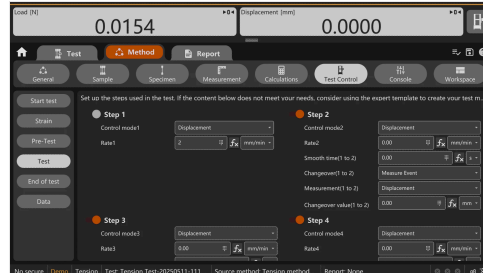 Load [N]
0.0154
Displacement [mm]
0.0000
Test
Method
Report
General
Sample
Specimen
Measurement
Calculations
Test Control
Console
Workspace
Start test
Strain
Pre-Test
Test
End of test
Data
Set up the steps used in the test. If the content below does not meet your needs, consider using the expert template to create your test m..
Step 1
Control mode1 Displacement
Rate1 2 fx mm/min
Step 2
Control mode2 Displacement
Rate2 0.00 fx mm/min
Smooth time(1 to 2) 0.00 fx s
Changeover(1 to 2) Measure Event
Measurement(1 to 2) Displacement
Changeover value(1 to 2) 0.00 fx mm
Step 3
Control mode3 Displacement
Rate3 0.00 fx mm/min
Step 4
Control mode4 Displacement
Rate4 0.00 fx mm/min
No secure Demo Tension Test: Tension Test-20250511-111 Source method: Tension method Report: None